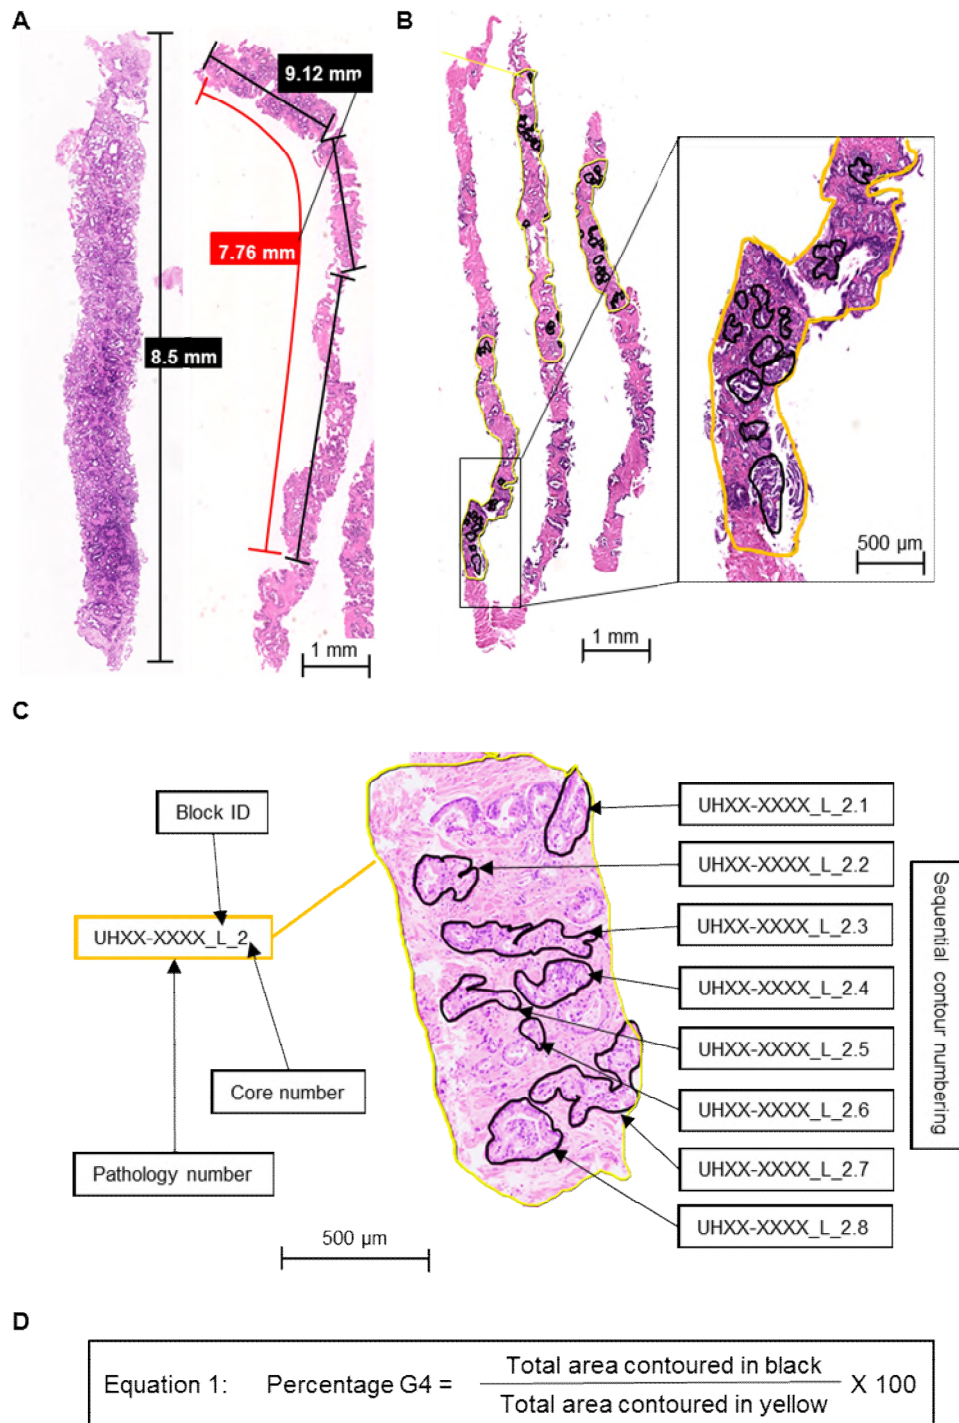 A
B
9.12 mm
7.76 mm
8.5 mm
1 mm
1 mm
500 µm
C
Block ID
UHXX-XXXX_L_2
Core number
Pathology number
500 µm
UHXX-XXXX_L_2.1
UHXX-XXXX_L_2.2
UHXX-XXXX_L_2.3
UHXX-XXXX_L_2.4
UHXX-XXXX_L_2.5
UHXX-XXXX_L_2.6
UHXX-XXXX_L_2.7
UHXX-XXXX_L_2.8
Sequential contour numbering
D
Equation 1: Percentage G4 = Total area contoured in black
Total area contoured in yellow X 100